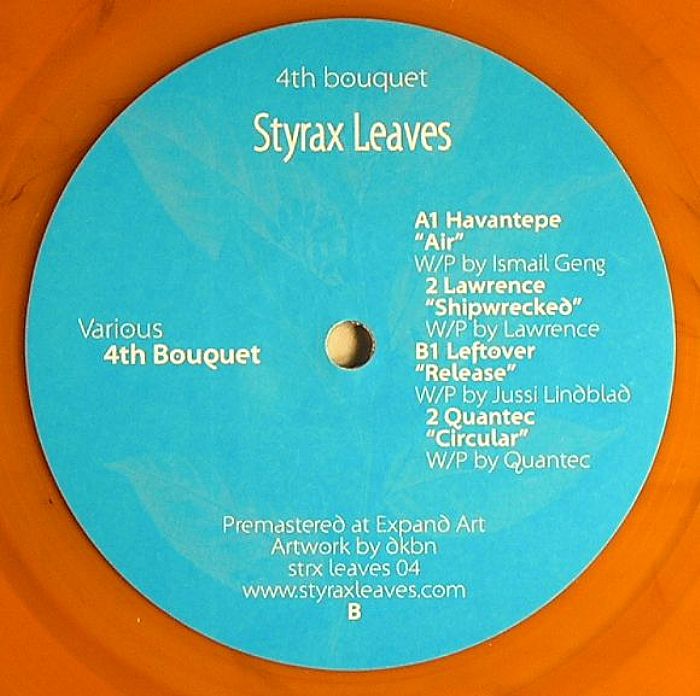 4th bouquet
Styrax Leaves
A1 Havantepe
"Air"
W/P by Ismail Geng
2 Lawrence
"Shipwrecked"
W/P by Lawrence
B1 Leftover
"Release"
W/P by Jussi Lindblad
2 Quantec
"Circular"
W/P by Quantec
Various
4th Bouquet
Premastered at Expand Art
Artwork by dkbn
strx leaves 04
www.styraxleaves.com
B